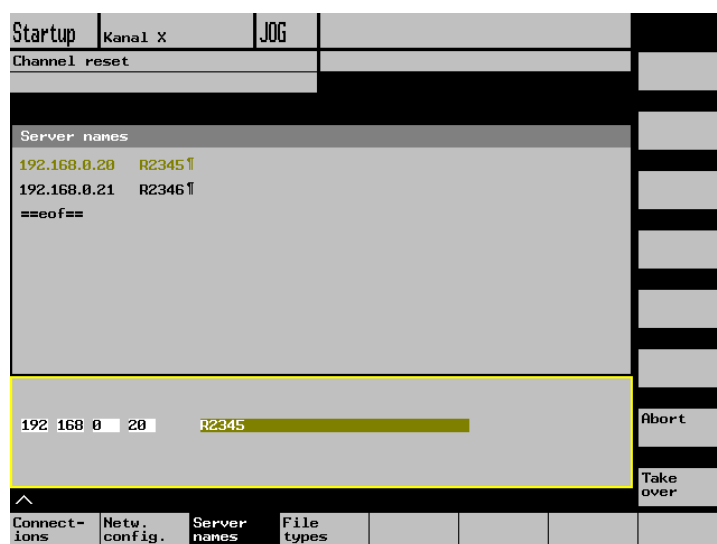 Startup Kanal X JOG
Channel reset
Server names
192.168.0.20 R2345¶
192.168.0.21 R2346¶
==eof==
192 168 0 20 R2345
Abort
Take
over
^
Connect- Netw. Server File
ions config. names types